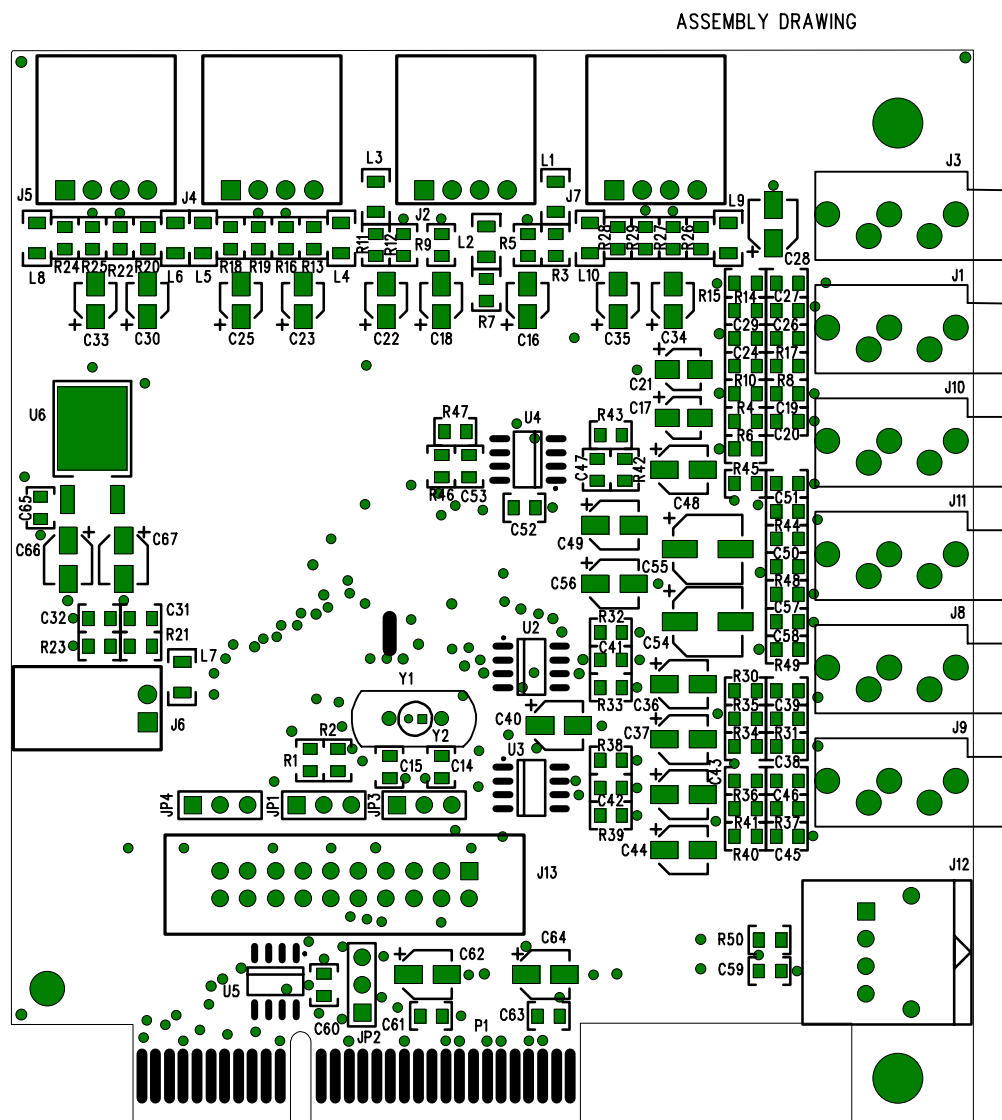 ASSEMBLY DRAWING
L3 L1 J3
J5 J4 J2 J7 L9
R11 R12 R9 L2 R5 R28 R29 R27 R26
R24 R25 R22 R20 R18 R19 R16 R13 R3
L8 L6 L5 L4 L10 C28
J1
R15 R14 C27
R7
C33 C30 C25 C23 C22 C18 C16 C35 C34
C29 C26
C24 R17
C21 R10 R8
J10
C17 R4 C19
U6 R47 U4 R43 R6 C20
C47 R42
R45
R46 C53 C48 C51
C65 C52 J11
R44
C66 C67 C49
C50
C56 C55 R48
C57
C32 C31 R32 J8
U2 C58
R23 R21 C41 C54 R49
L7
Y1 R33 C36 R30
R35 C39
J6 C40
R2 Y2 C37 R34 R31 J9
R1 U3 R38
C15 C14 C43 C38
JP4 JP1 JP3 C42 R36 C46
R39 R41 R37
C44 R40 C45
J13 J12
R50
C62 C64
C59
U5
C60 JP2 C61 P1 C63